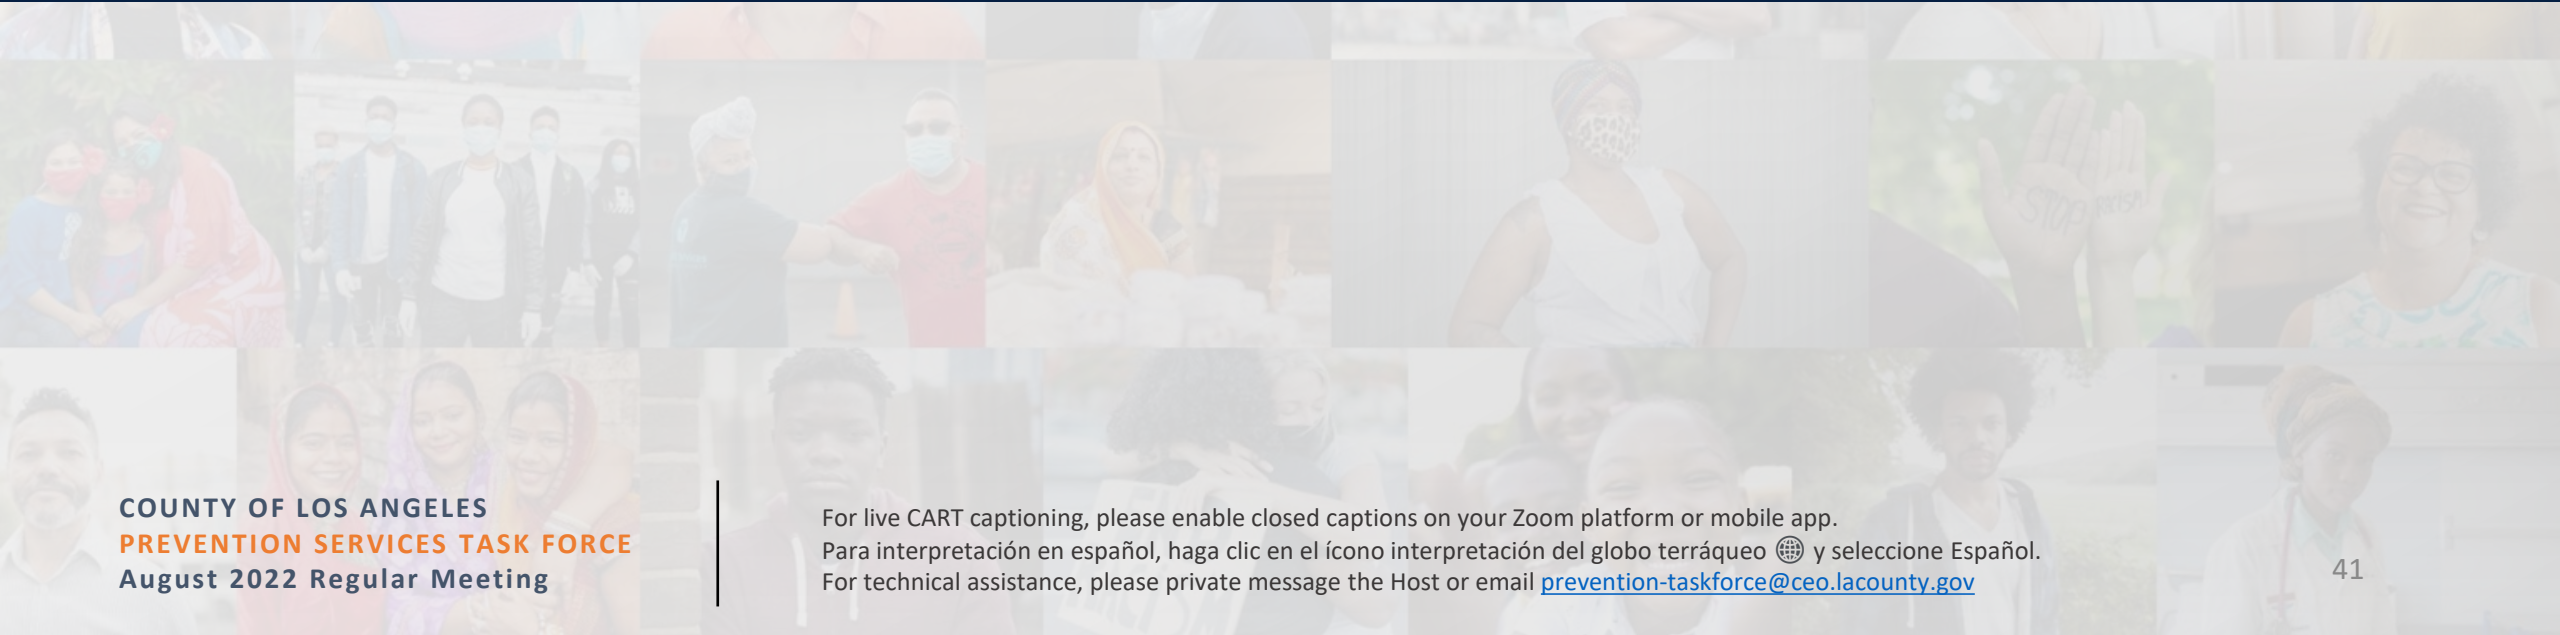 STOP racism
COUNTY OF LOS ANGELES
PREVENTION SERVICES TASK FORCE
August 2022 Regular Meeting
For live CART captioning, please enable closed captions on your Zoom platform or mobile app.
Para interpretación en español, haga clic en el ícono interpretación del globo terráqueo y seleccione Español.
For technical assistance, please private message the Host or email prevention-taskforce@ceo.lacounty.gov
41